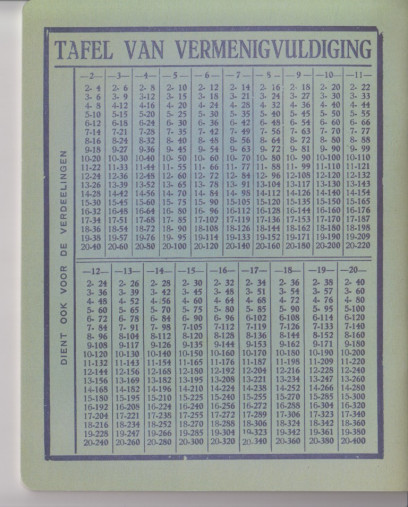 TAFEL VAN VERMENIGVULDIGING
—2— —3— —4— —5— —6— —7— —8— —9— —10— —11—
2- 4 2- 6 2- 8 2- 10 2- 12 2- 14 2- 16 2- 18 2- 20 2- 22
3- 6 3- 9 3-12 3- 15 3- 18 3- 21 3- 24 3- 27 3- 30 3- 33
4- 8 4-12 4-16 4- 20 4- 24 4- 28 4- 32 4- 36 4- 40 4- 44
5-10 5-15 5-20 5- 25 5- 30 5- 35 5- 40 5- 45 5- 50 5- 55
6-12 6-18 6-24 6- 30 6- 36 6- 42 6- 48 6- 54 6- 60 6- 66
7-14 7-21 7-28 7- 35 7- 42 7- 49 7- 56 7- 63 7- 70 7- 77
8-16 8-24 8-32 8- 40 8- 48 8- 56 8- 64 8- 72 8- 80 8- 88
9-18 9-27 9-36 9- 45 9- 54 9- 63 9- 72 9- 81 9- 90 9- 99
10-20 10-30 10-40 10- 50 10- 60 10- 70 10- 80 10- 90 10-100 10-110
11-22 11-33 11-44 11- 55 11- 66 11- 77 11- 88 11- 99 11-110 11-121
12-24 12-36 12-48 12- 60 12- 72 12- 84 12- 96 12-108 12-120 12-132
13-26 13-39 13-52 13- 65 13- 78 13- 91 13-104 13-117 13-130 13-143
14-28 14-42 14-56 14- 70 14- 84 14- 98 14-112 14-126 14-140 14-154
15-30 15-45 15-60 15- 75 15- 90 15-105 15-120 15-135 15-150 15-165
16-32 16-48 16-64 16- 80 16- 96 16-112 16-128 16-144 16-160 16-176
17-34 17-51 17-68 17- 85 17-102 17-119 17-136 17-153 17-170 17-187
18-36 18-54 18-72 18- 90 18-108 18-126 18-144 18-162 18-180 18-198
19-38 19-57 19-76 19- 95 19-114 19-133 19-152 19-171 19-190 19-209
20-40 20-60 20-80 20-100 20-120 20-140 20-160 20-180 20-200 20-220
—12— —13— —14— —15— —16— —17— —18— —19— —20—
2- 24 2- 26 2- 28 2- 30 2- 32 2- 34 2- 36 2- 38 2- 40
3- 36 3- 39 3- 42 3- 45 3- 48 3- 51 3- 54 3- 57 3- 60
4- 48 4- 52 4- 56 4- 60 4- 64 4- 68 4- 72 4- 76 4- 80
5- 60 5- 65 5- 70 5- 75 5- 80 5- 85 5- 90 5- 95 5-100
6- 72 6- 78 6- 84 6- 90 6- 96 6-102 6-108 6-114 6-120
7- 84 7- 91 7- 98 7-105 7-112 7-119 7-126 7-133 7-140
8- 96 8-104 8-112 8-120 8-128 8-136 8-144 8-152 8-160
9-108 9-117 9-126 9-135 9-144 9-153 9-162 9-171 9-180
10-120 10-130 10-140 10-150 10-160 10-170 10-180 10-190 10-200
11-132 11-143 11-154 11-165 11-176 11-187 11-198 11-209 11-220
12-144 12-156 12-168 12-180 12-192 12-204 12-216 12-228 12-240
13-156 13-169 13-182 13-195 13-208 13-221 13-234 13-247 13-260
14-168 14-182 14-196 14-210 14-224 14-238 14-252 14-266 14-280
15-180 15-195 15-210 15-225 15-240 15-255 15-270 15-285 15-300
16-192 16-208 16-224 16-240 16-256 16-272 16-288 16-304 16-320
17-204 17-221 17-238 17-255 17-272 17-289 17-306 17-323 17-340
18-216 18-234 18-252 18-270 18-288 18-306 18-324 18-342 18-360
19-228 19-247 19-266 19-285 19-304 19-323 19-342 19-361 19-380
20-240 20-260 20-280 20-300 20-320 20-340 20-360 20-380 20-400
DIENT OOK VOOR DE VERDEELINGEN